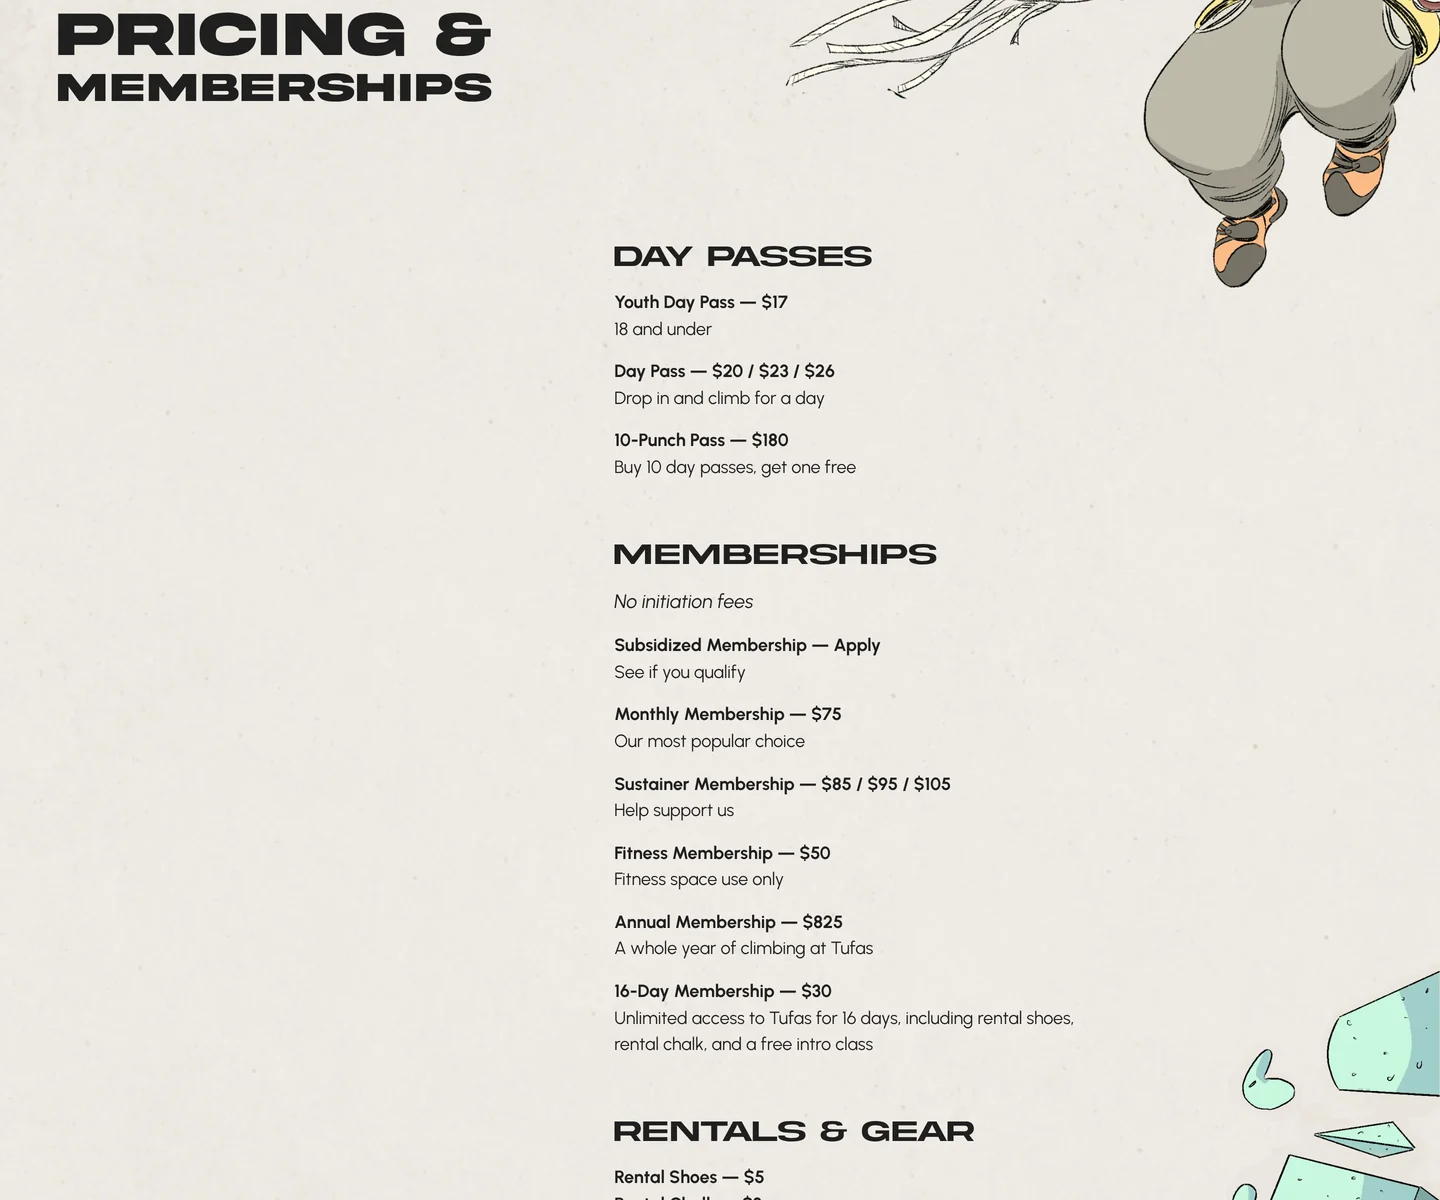 PRICING &
MEMBERSHIPS
DAY PASSES
Youth Day Pass — $17
18 and under
Day Pass — $20 / $23 / $26
Drop in and climb for a day
10-Punch Pass — $180
Buy 10 day passes, get one free
MEMBERSHIPS
No initiation fees
Subsidized Membership — Apply
See if you qualify
Monthly Membership — $75
Our most popular choice
Sustainer Membership — $85 / $95 / $105
Help support us
Fitness Membership — $50
Fitness space use only
Annual Membership — $825
A whole year of climbing at Tufas
16-Day Membership — $30
Unlimited access to Tufas for 16 days, including rental shoes,
rental chalk, and a free intro class
RENTALS & GEAR
Rental Shoes — $5